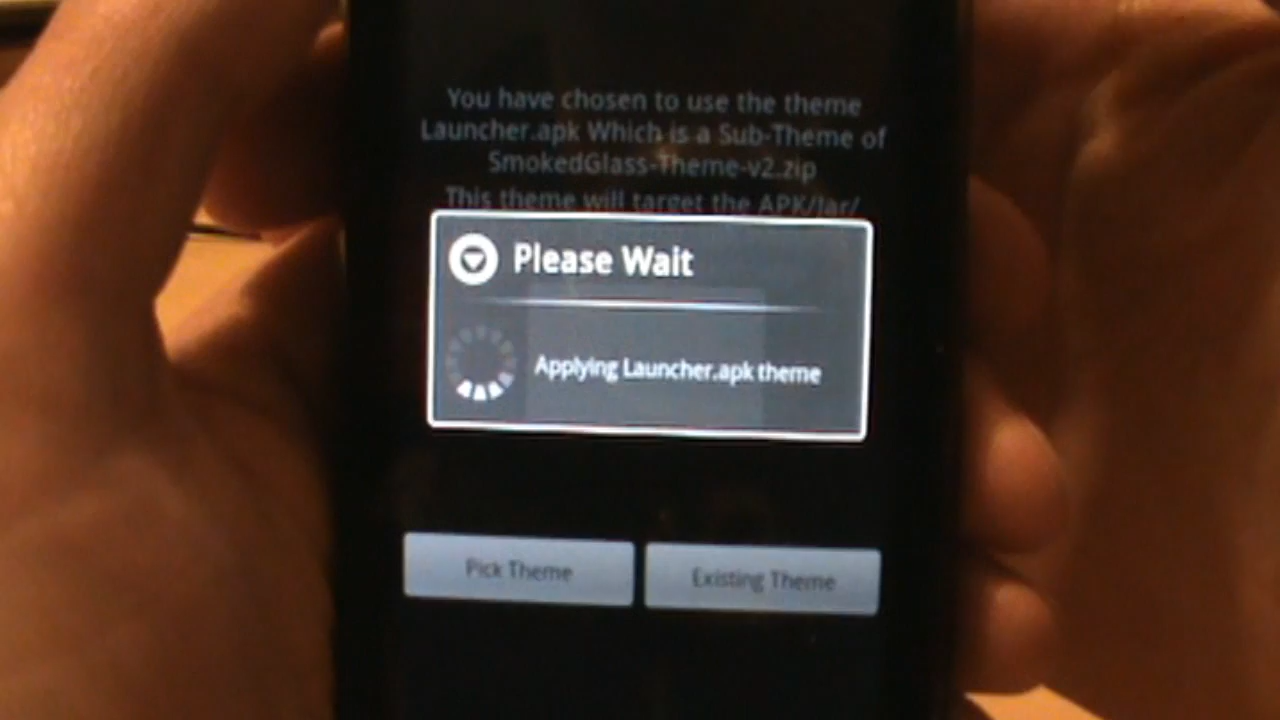 You have chosen to use the theme
Launcher.apk Which is a Sub-Theme of
SmokedGlass-Theme-v2.zip
This theme will target the APK/Jar/
Please Wait
Applying Launcher.apk theme
Pick Theme
Existing Theme